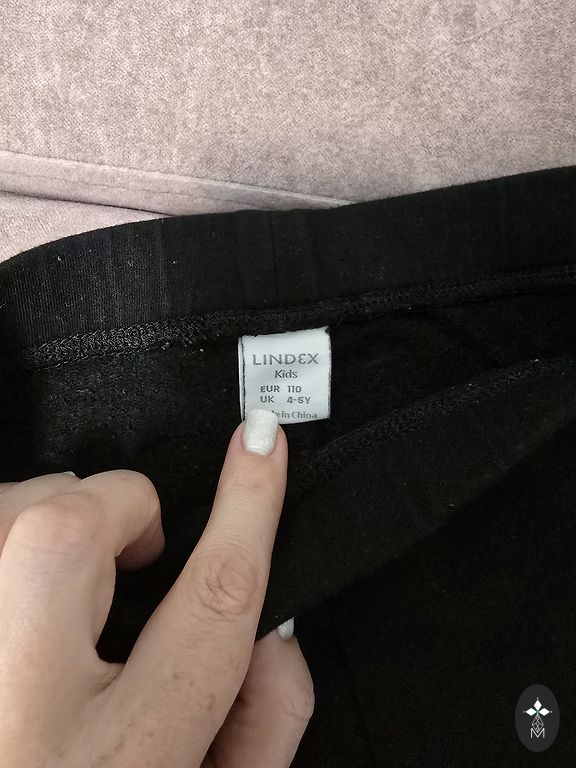 LINDEX
Kids
EUR 110
UK 4-5Y
in China
M